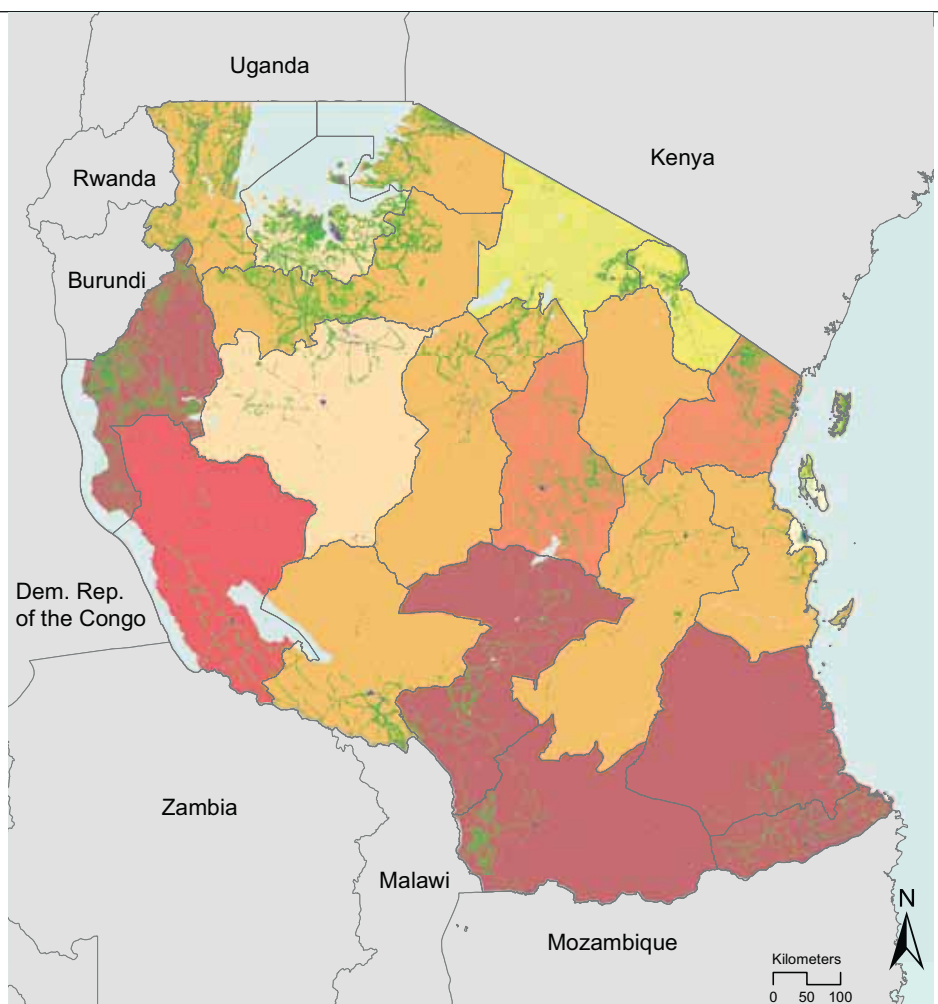 Uganda
Kenya
Rwanda
Burundi
Dem. Rep.
of the Congo
Zambia
Malawi
Mozambique
N
Kilometers
0 50 100